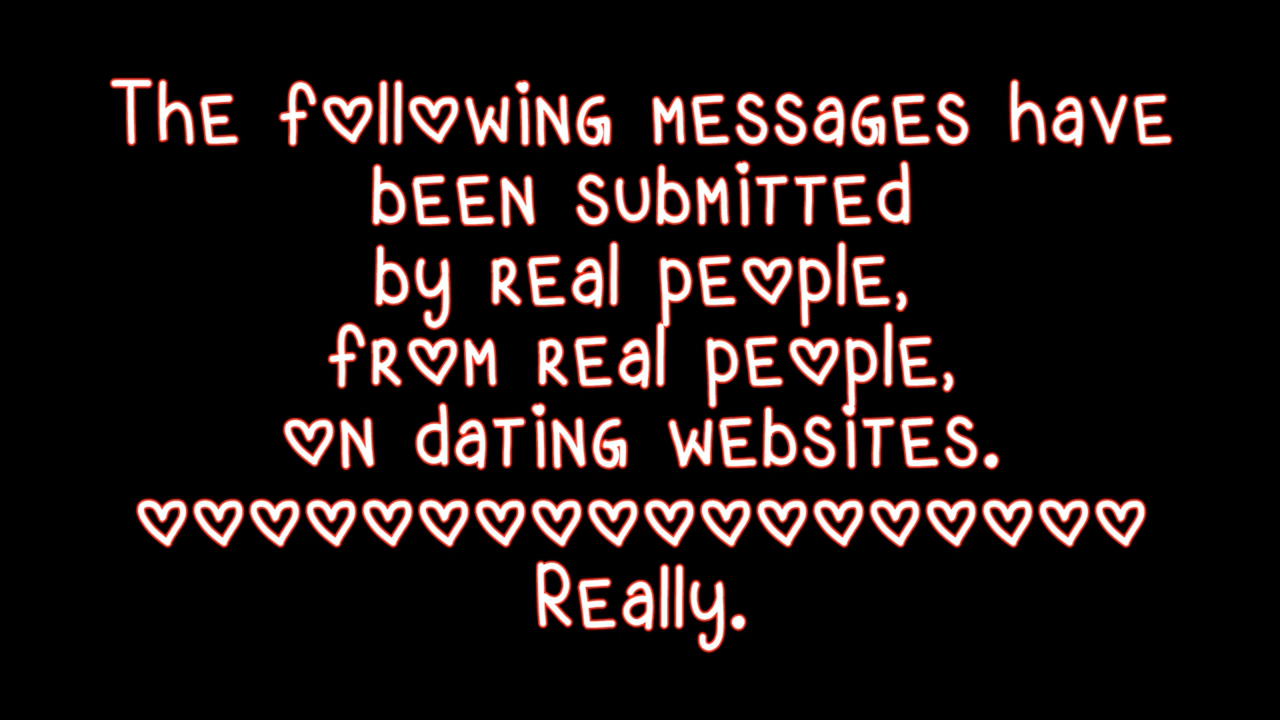 The following messages have
been submitted
by real people,
from real people,
on dating websites.
♡♡♡♡♡♡♡♡♡♡♡♡♡♡♡♡♡♡
Really.